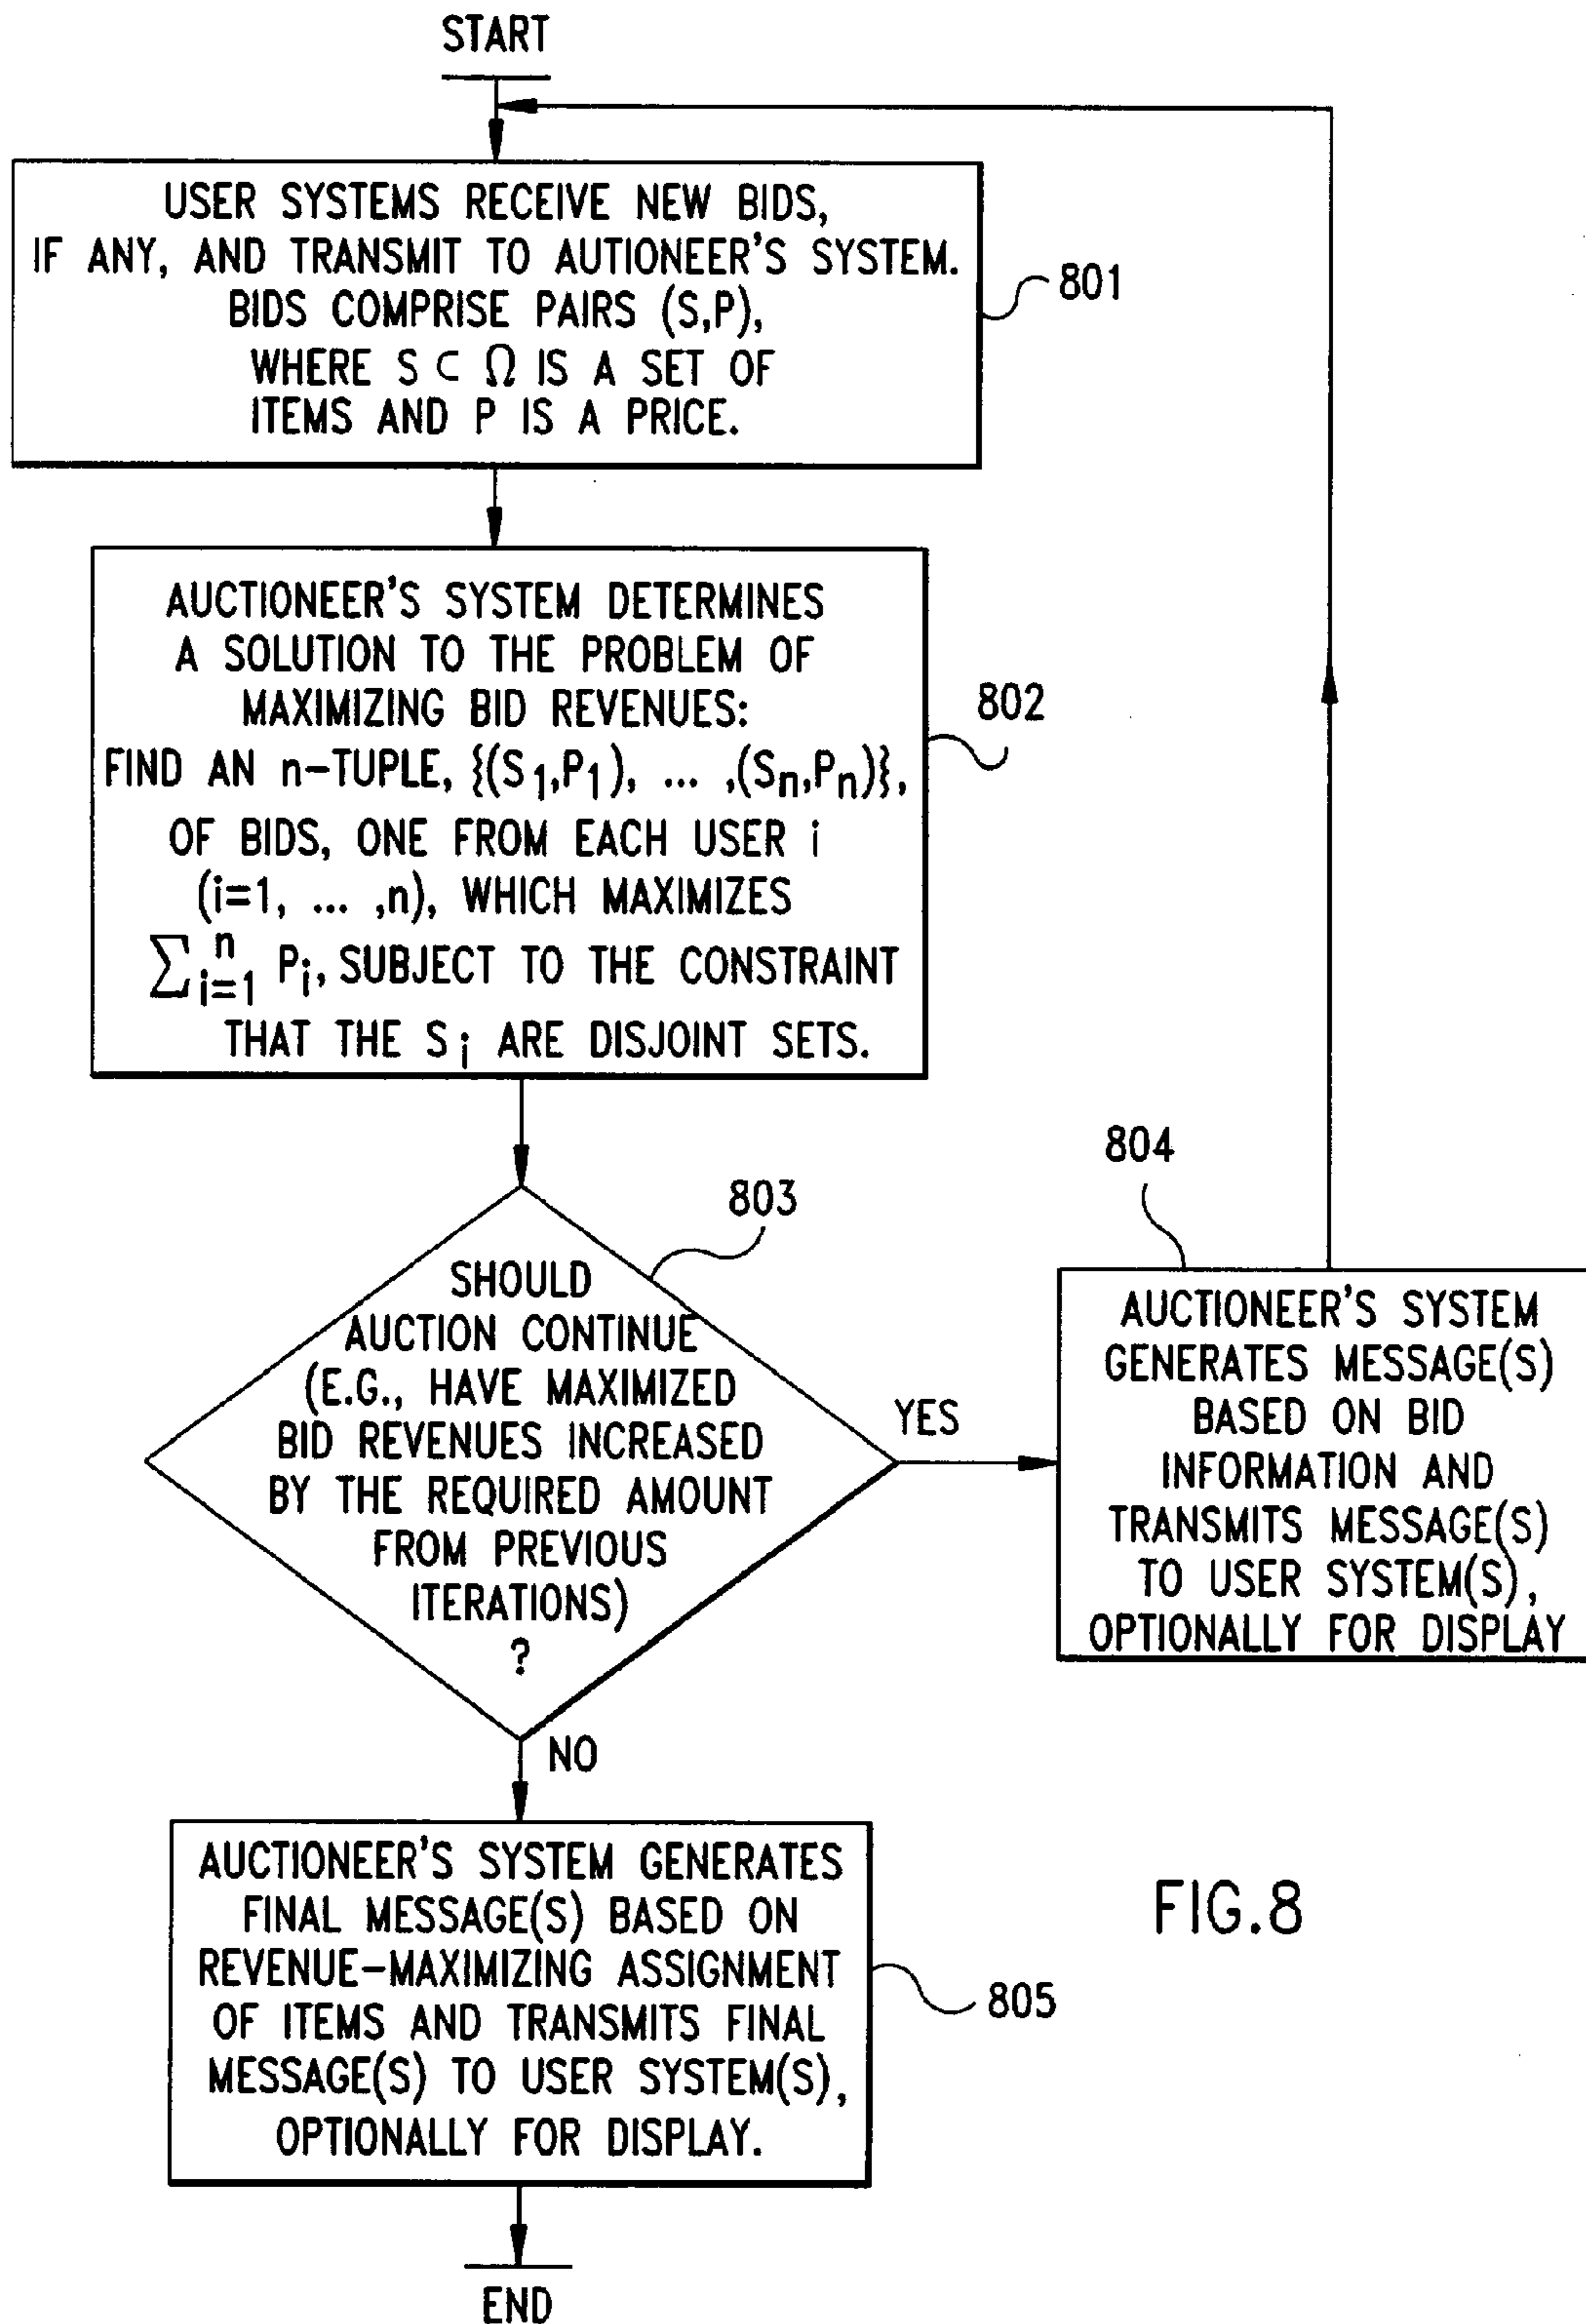 START
USER SYSTEMS RECEIVE NEW BIDS,
IF ANY, AND TRANSMIT TO AUTIONEER'S SYSTEM.
BIDS COMPRISE PAIRS (S,P),
WHERE S ⊂ Ω IS A SET OF
ITEMS AND P IS A PRICE.
801
AUCTIONEER'S SYSTEM DETERMINES
A SOLUTION TO THE PROBLEM OF
MAXIMIZING BID REVENUES:
FIND AN n-TUPLE, {(S₁,P₁), ... ,(Sₙ,Pₙ)},
OF BIDS, ONE FROM EACH USER i
(i=1, ... ,n), WHICH MAXIMIZES
∑ⁿᵢ₌₁ Pᵢ, SUBJECT TO THE CONSTRAINT
THAT THE Sᵢ ARE DISJOINT SETS.
802
803
SHOULD
AUCTION CONTINUE
(E.G., HAVE MAXIMIZED
BID REVENUES INCREASED
BY THE REQUIRED AMOUNT
FROM PREVIOUS
ITERATIONS)
?
YES
NO
804
AUCTIONEER'S SYSTEM
GENERATES MESSAGE(S)
BASED ON BID
INFORMATION AND
TRANSMITS MESSAGE(S)
TO USER SYSTEM(S),
OPTIONALLY FOR DISPLAY
AUCTIONEER'S SYSTEM GENERATES
FINAL MESSAGE(S) BASED ON
REVENUE-MAXIMIZING ASSIGNMENT
OF ITEMS AND TRANSMITS FINAL
MESSAGE(S) TO USER SYSTEM(S),
OPTIONALLY FOR DISPLAY.
805
END
FIG.8